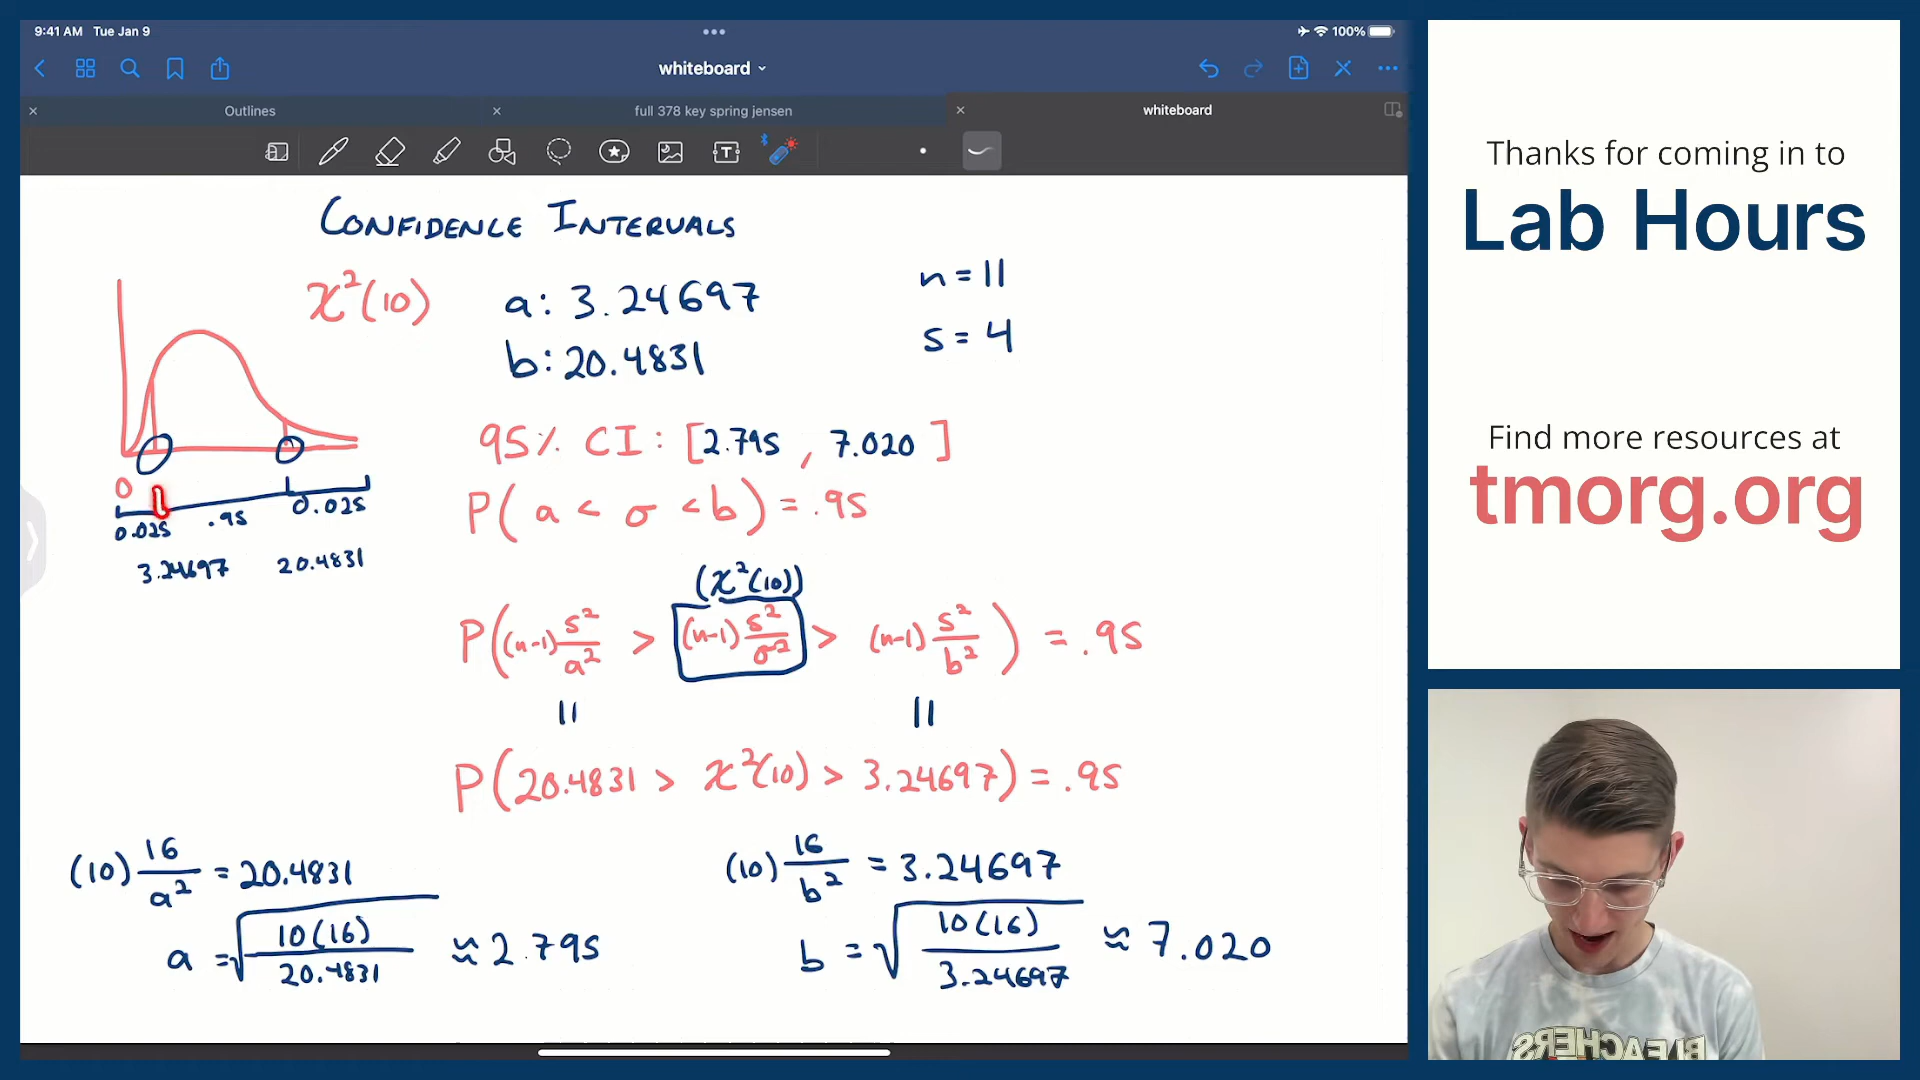 9:41 AM Tue Jan 9
100%
whiteboard
Outlines
full 378 key spring jensen
whiteboard
CONFIDENCE INTERVALS
χ²(10)
a: 3.24697
b: 20.4831
n = 11
s = 4
95% CI: [2.795 , 7.020]
P( a < σ < b ) = .95
0
0.025 .95 0.025
3.24697 20.4831
(χ²(10))
P((n-1) s²/a² > (n-1) s²/σ² > (n-1) s²/b²) = .95
|| ||
P(20.4831 > χ²(10) > 3.24697) = .95
(10) 16/a² = 20.4831
a = √(10(16)/20.4831) ≈ 2.795
(10) 16/b² = 3.24697
b = √(10(16)/3.24697) ≈ 7.020
Thanks for coming in to
Lab Hours
Find more resources at
tmorg.org